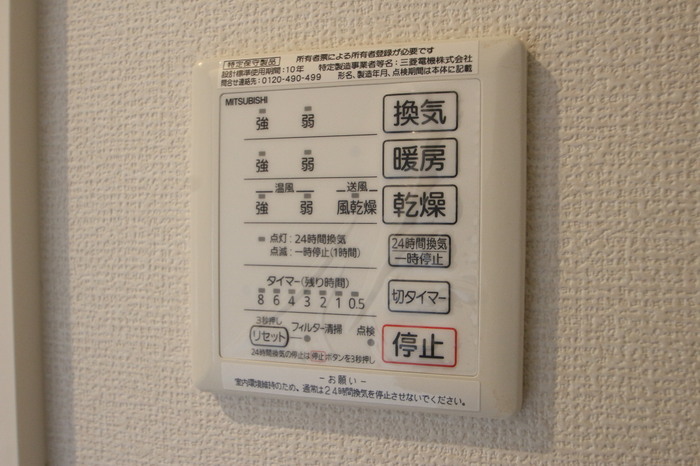 特定保守製品 所有者票による所有者登録が必要です
設計標準使用期間:10年 特定製造事業者等名:三菱電機株式会社
問合せ連絡先:0120-490-499 形名、製造年月、点検期間は本体に記載
MITSUBISHI
強 弱 換気
強 弱 暖房
温風 送風
強 弱 風乾燥 乾燥
点灯:24時間換気
点滅:一時停止(1時間)
24時間換気
一時停止
タイマー(残り時間)
8 6 4 3 2 1 0.5
切タイマー
3秒押し
リセット フィルター清掃 点検
停止
24時間換気の停止は停止ボタンを3秒押し
-お願い-
室内環境維持のため、通常は24時間換気を停止させないでください。